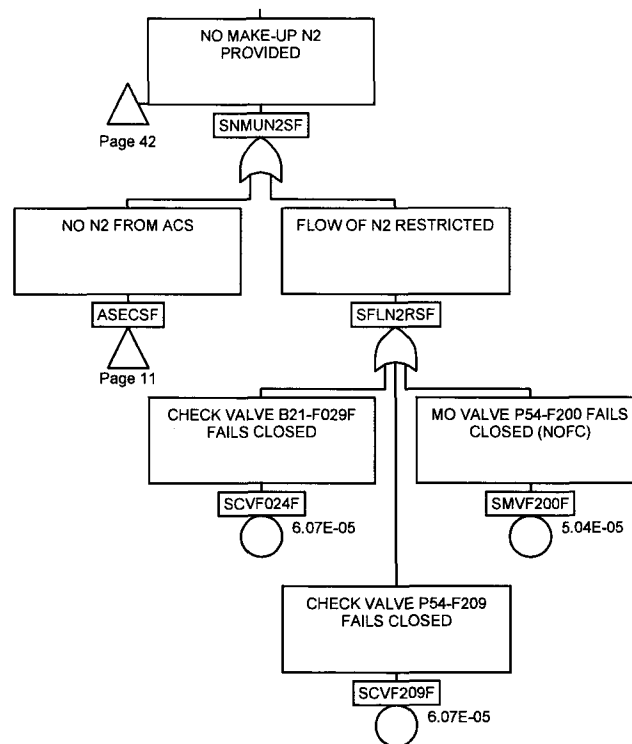 NO MAKE-UP N2
PROVIDED
Page 42
SNMUN2SF
NO N2 FROM ACS
FLOW OF N2 RESTRICTED
ASECSF
SFLN2RSF
Page 11
CHECK VALVE B21-F029F
FAILS CLOSED
MO VALVE P54-F200 FAILS
CLOSED (NOFC)
SCVF024F
SMVF200F
6.07E-05
5.04E-05
CHECK VALVE P54-F209
FAILS CLOSED
SCVF209F
6.07E-05